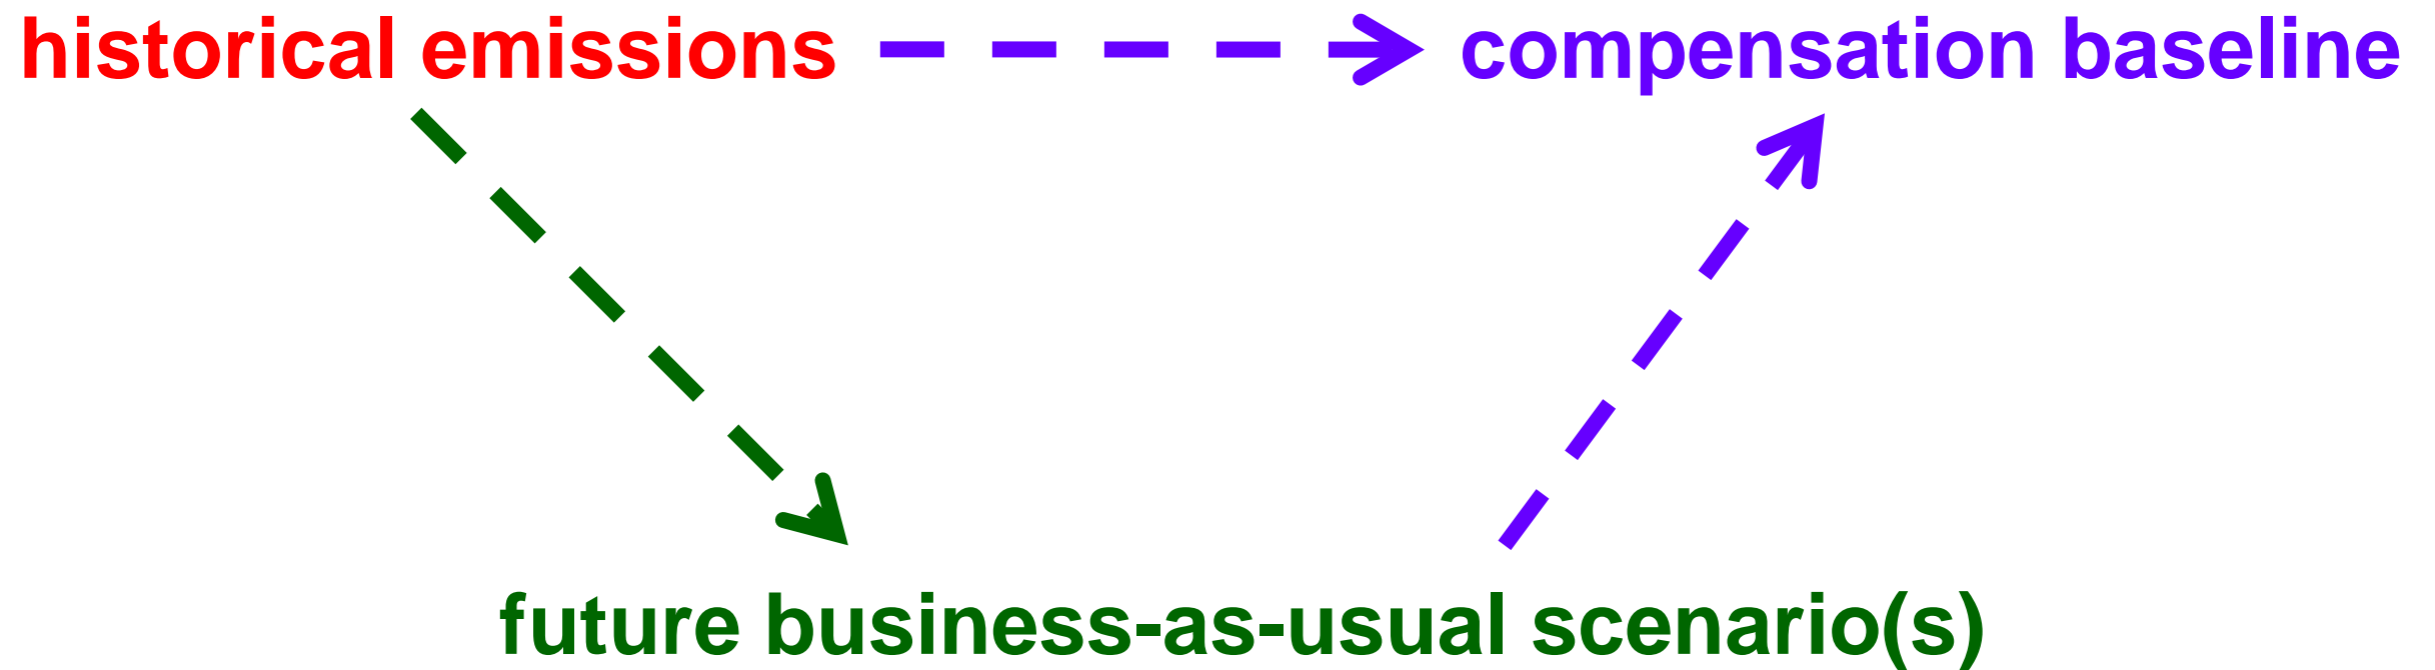 historical emissions
compensation baseline
future business-as-usual scenario(s)